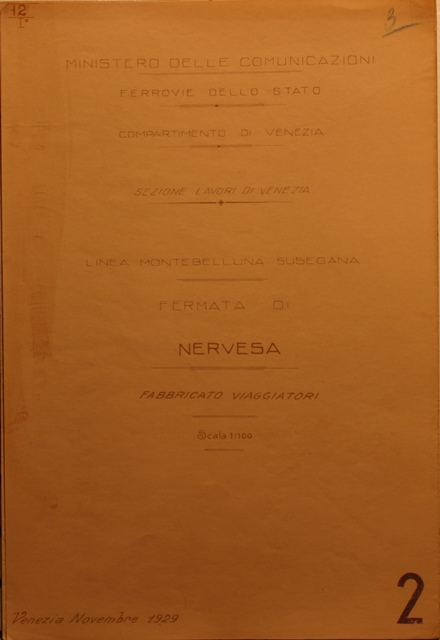 12
I°
3
MINISTERO DELLE COMUNICAZIONI
FERROVIE DELLO STATO
COMPARTIMENTO DI VENEZIA
SEZIONE LAVORI DI VENEZIA
LINEA MONTEBELLUNA SUSEGANA
FERMATA DI
NERVESA
FABBRICATO VIAGGIATORI
Scala 1:100
2
Venezia Novembre 1929